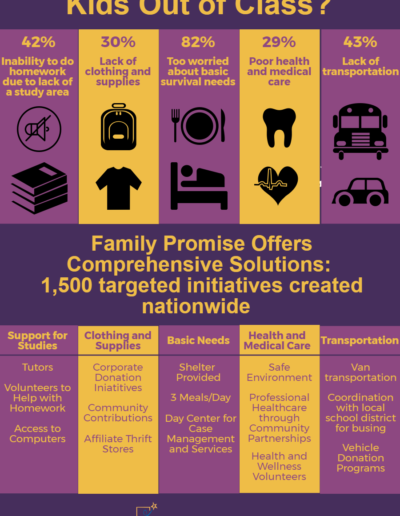 Kids Out of Class?
42%
Inability to do
homework
due to lack of
a study area
30%
Lack of
clothing and
supplies
82%
Too worried
about basic
survival needs
29%
Poor health
and medical
care
43%
Lack of
transportation
Family Promise Offers
Comprehensive Solutions:
1,500 targeted initiatives created
nationwide
Support for
Studies
Tutors
Volunteers to
Help with
Homework
Access to
Computers
Clothing and
Supplies
Corporate
Donation
Iniatitives
Community
Contributions
Affiliate Thrift
Stores
Basic Needs
Shelter
Provided
3 Meals/Day
Day Center for
Case
Management
and Services
Health and
Medical Care
Safe
Environment
Professional
Healthcare
through
Community
Partnerships
Health and
Wellness
Volunteers
Transportation
Van
transportation
Coordination
with local
school district
for busing
Vehicle
Donation
Programs